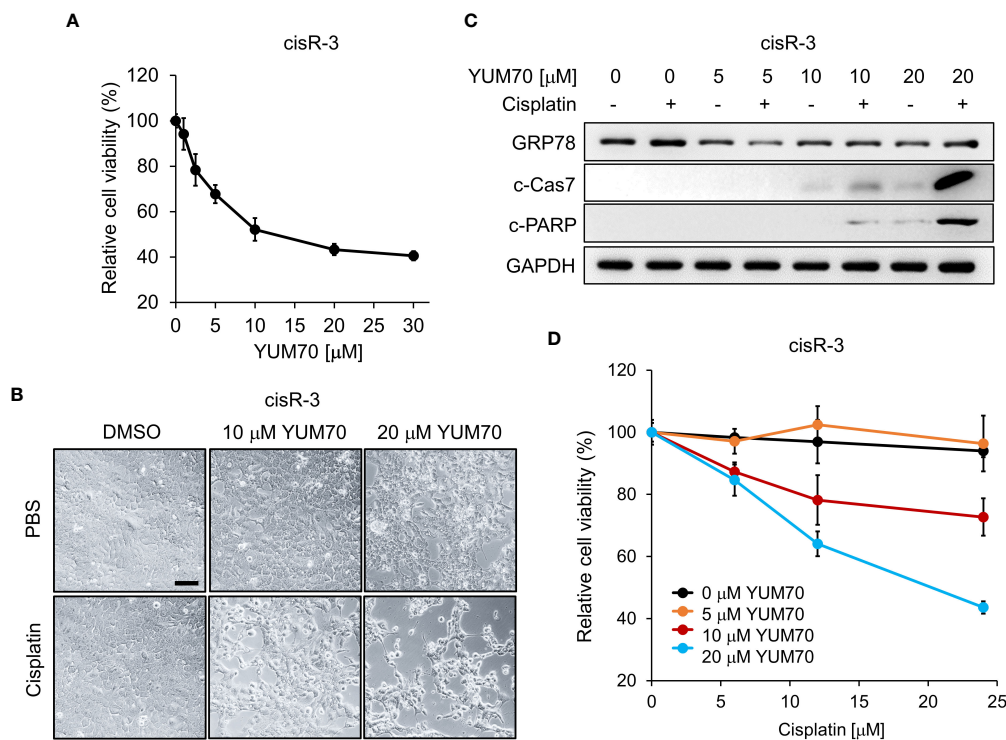 A
cisR-3
120
100
80
60
40
20
Relative cell viability (%)
0 5 10 15 20 25 30
YUM70 [μM]
B
cisR-3
DMSO 10 μM YUM70 20 μM YUM70
PBS
Cisplatin
C
cisR-3
YUM70 [μM] 0 0 5 5 10 10 20 20
Cisplatin - + - + - + - +
GRP78
c-Cas7
c-PARP
GAPDH
D
cisR-3
120
100
80
60
40
20
Relative cell viability (%)
0 μM YUM70
5 μM YUM70
10 μM YUM70
20 μM YUM70
0 5 10 15 20 25
Cisplatin [μM]